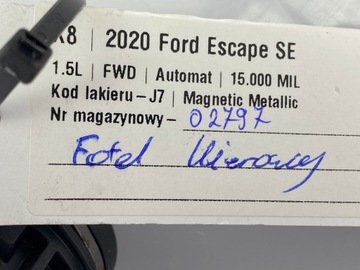 K8 | 2020 Ford Escape SE
1.5L | FWD | Automat | 15.000 MIL
Kod lakieru – J7 | Magnetic Metallic
Nr magazynowy – 02797
Fotel Kierowcy